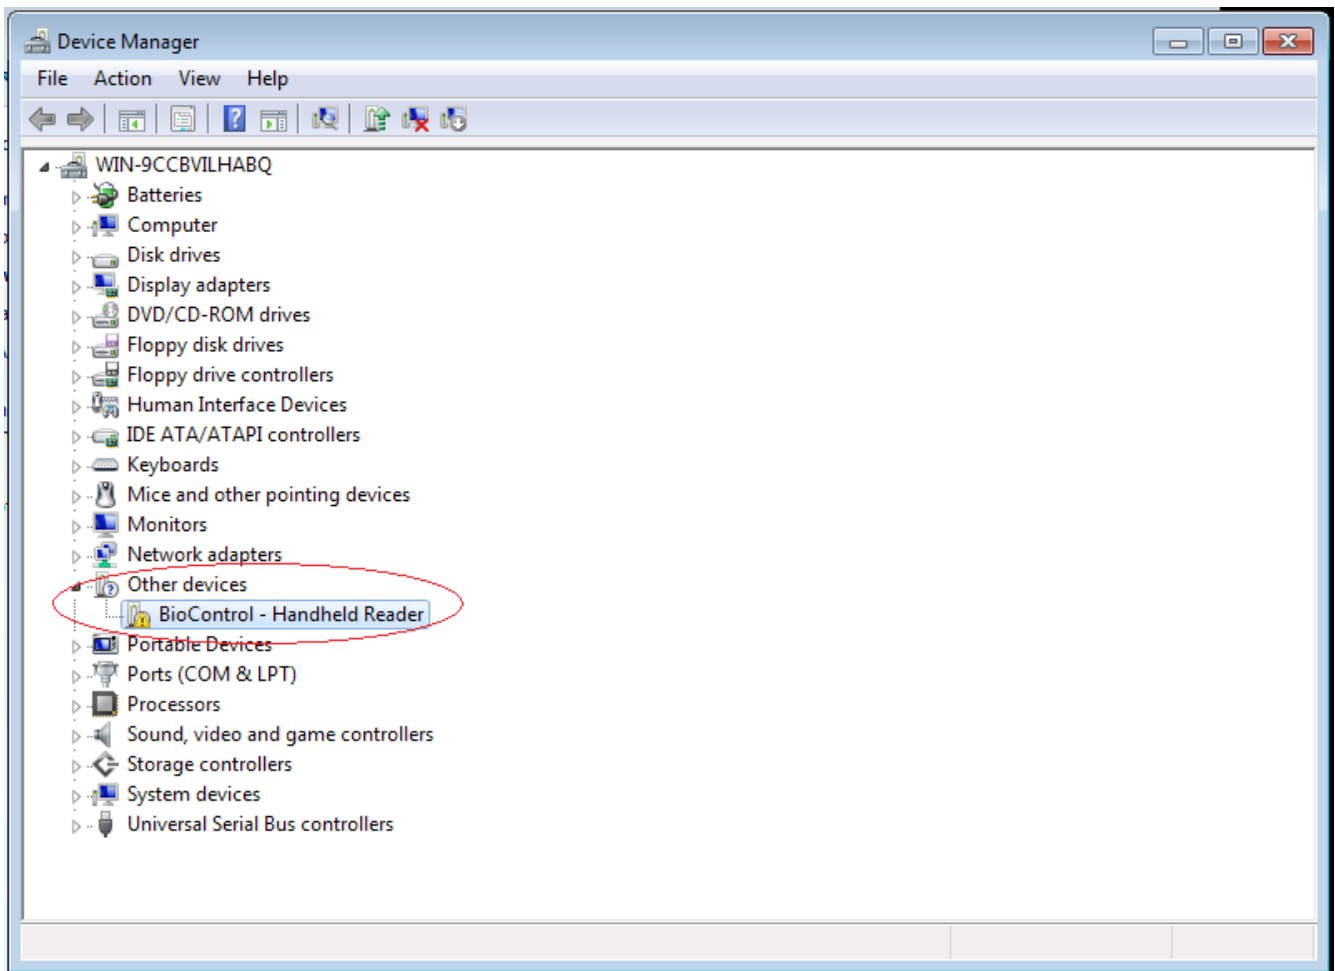 Device Manager
File Action View Help
WIN-9CCBVILHABQ
Batteries
Computer
Disk drives
Display adapters
DVD/CD-ROM drives
Floppy disk drives
Floppy drive controllers
Human Interface Devices
IDE ATA/ATAPI controllers
Keyboards
Mice and other pointing devices
Monitors
Network adapters
Other devices
BioControl - Handheld Reader
Portable Devices
Ports (COM & LPT)
Processors
Sound, video and game controllers
Storage controllers
System devices
Universal Serial Bus controllers